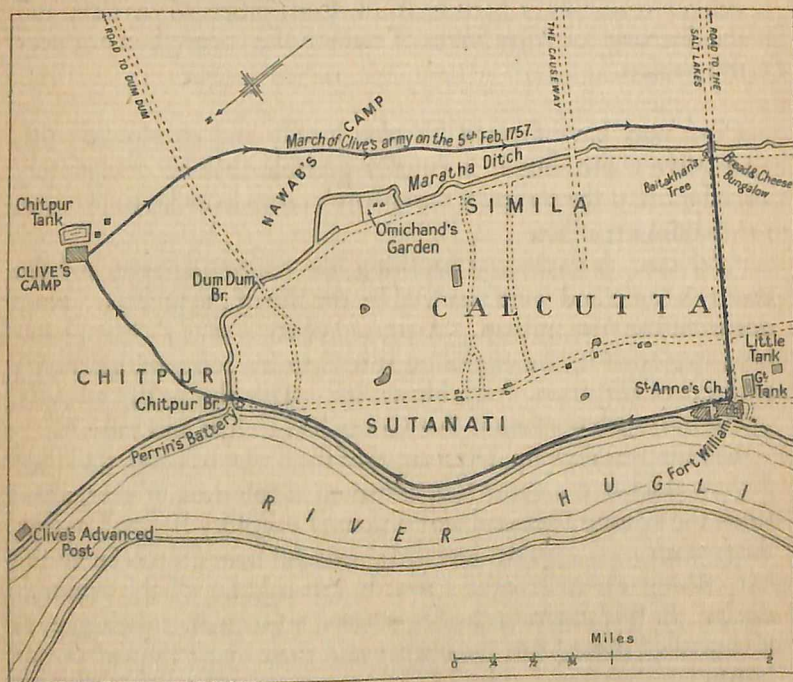 ROAD TO DUM DUM
THE CAUSEWAY
ROAD TO THE
SALT LAKES
N
NAWAB'S CAMP
March of Clive's army on the 5th Feb. 1757.
Maratha Ditch
Baitakhana
Tree
Bread & Cheese
Bungalow
Chitpur
Tank
CLIVE'S
CAMP
Omichand's
Garden
SIMILA
Dum Dum
Br.
CALCUTTA
CHITPUR
Chitpur Br.
Perrin's Battery
SUTANATI
St Anne's Ch.
Little
Tank
Gt
Tank
Fort William
RIVER HUGLI
Clive's Advanced
Post
Miles
0 ¼ ½ ¾ 1 2